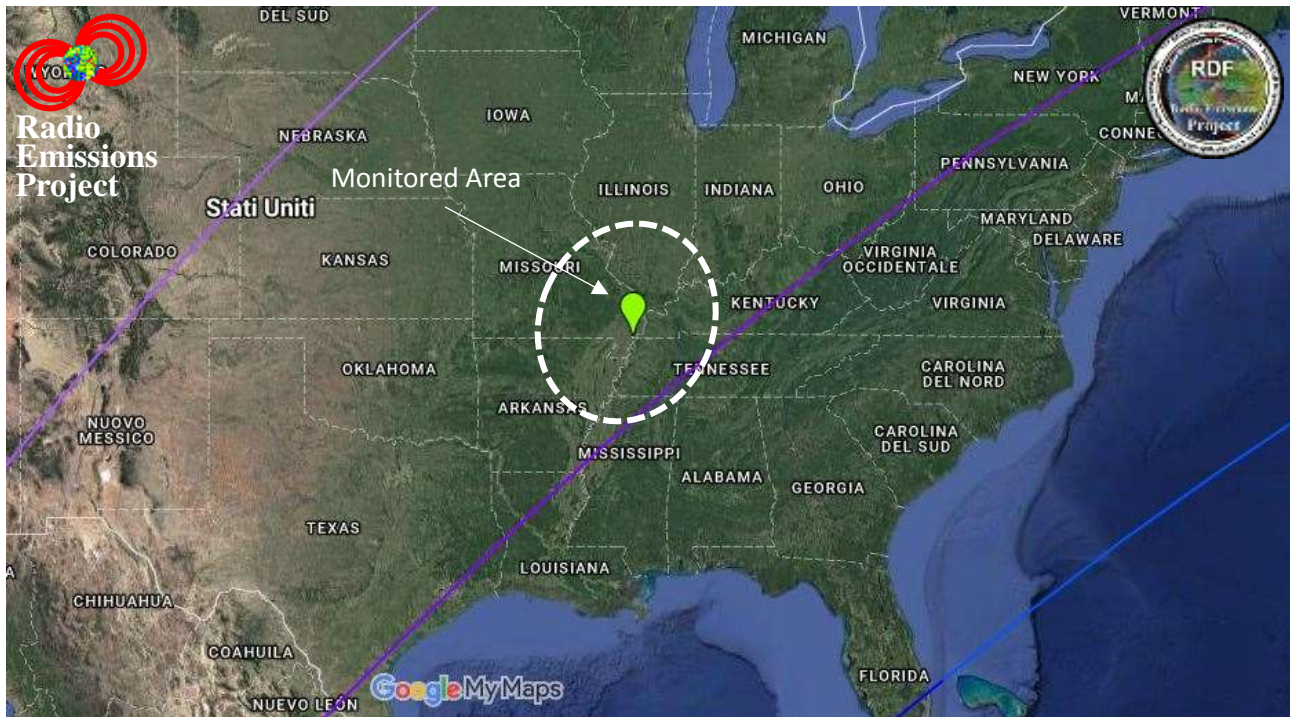 DEL SUD
VERMONT
MICHIGAN
NEW YORK
RDF
Project
Radio
Emissions
Project
IOWA
NEBRASKA
PENNSYLVANIA
Monitored Area
ILLINOIS
INDIANA
OHIO
Stati Uniti
MARYLAND
DELAWARE
COLORADO
KANSAS
MISSOURI
VIRGINIA
OCCIDENTALE
KENTUCKY
VIRGINIA
OKLAHOMA
TENNESSEE
CAROLINA
DEL NORD
ARKANSAS
NUOVO
MESSICO
CAROLINA
DEL SUD
MISSISSIPPI
ALABAMA
GEORGIA
TEXAS
LOUISIANA
CHIHUAHUA
COAHUILA
FLORIDA
Google My Maps
NUEVO LEÓN